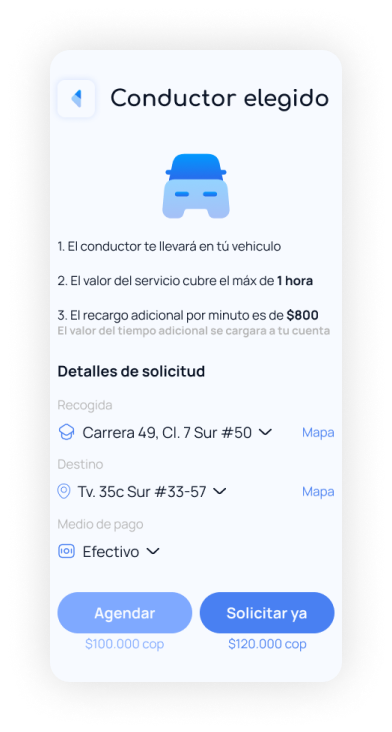 Conductor elegido
1. El conductor te llevará en tú vehiculo
2. El valor del servicio cubre el máx de 1 hora
3. El recargo adicional por minuto es de $800
El valor del tiempo adicional se cargara a tu cuenta
Detalles de solicitud
Recogida
Carrera 49, Cl. 7 Sur #50 Mapa
Destino
Tv. 35c Sur #33-57 Mapa
Medio de pago
Efectivo
Agendar Solicitar ya
$100.000 cop $120.000 cop